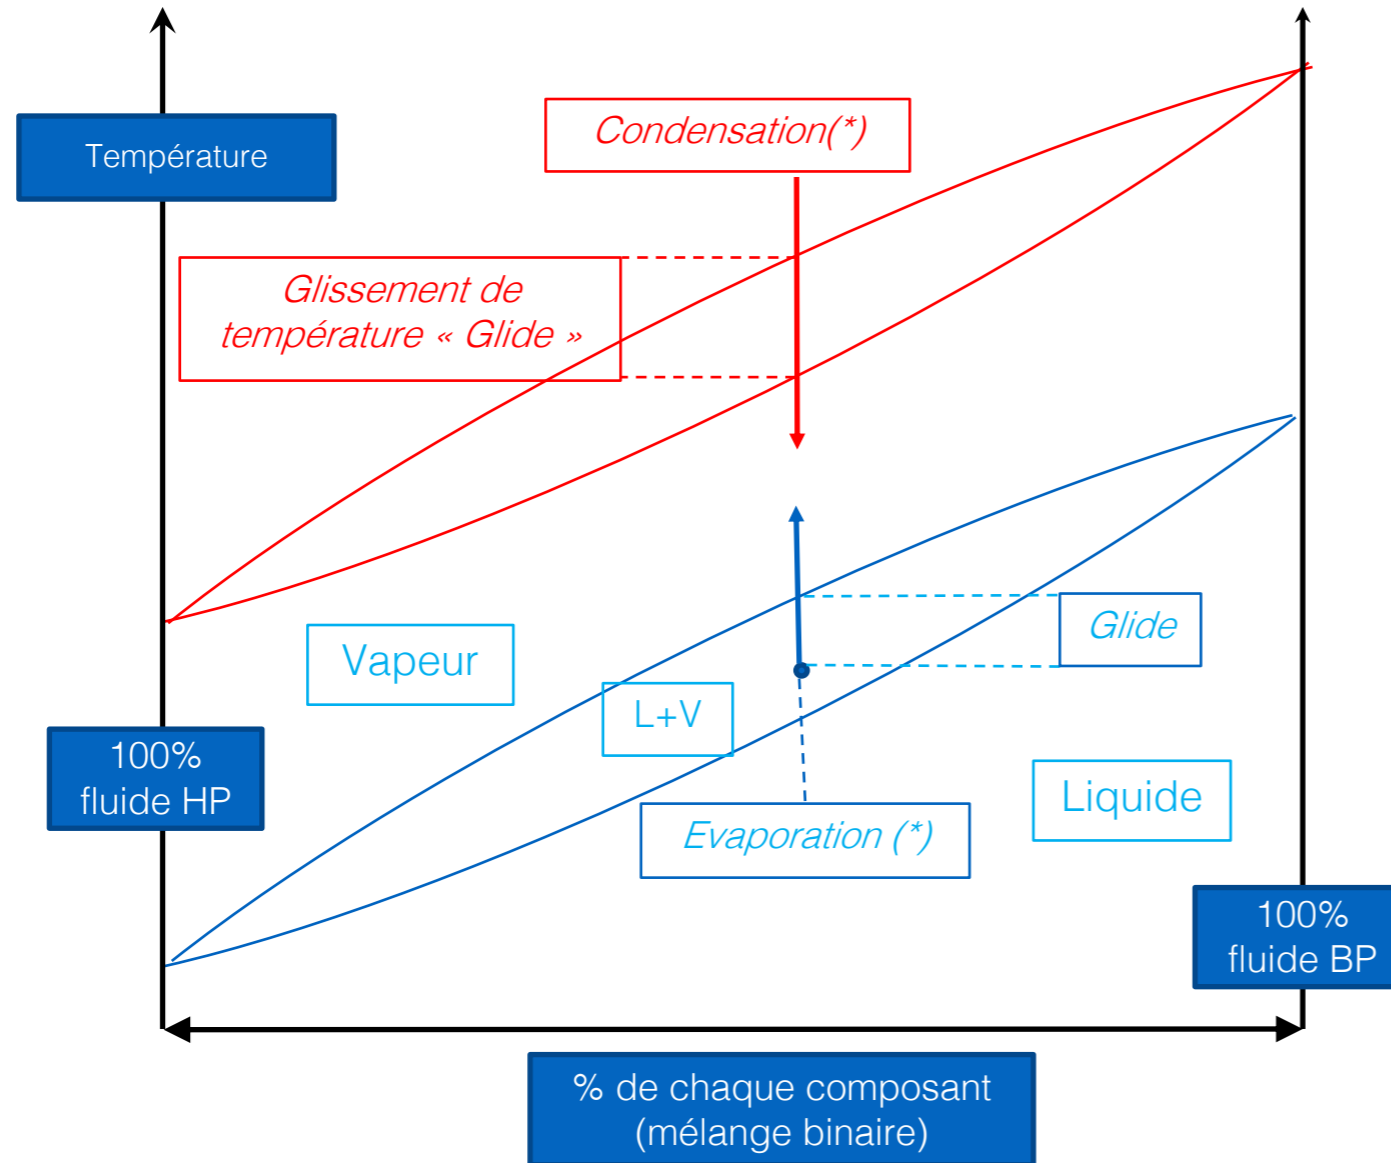 Température
Condensation(*)
Glissement de
température « Glide »
Vapeur
Glide
L+V
100%
fluide HP
Liquide
Evaporation (*)
100%
fluide BP
% de chaque composant
(mélange binaire)